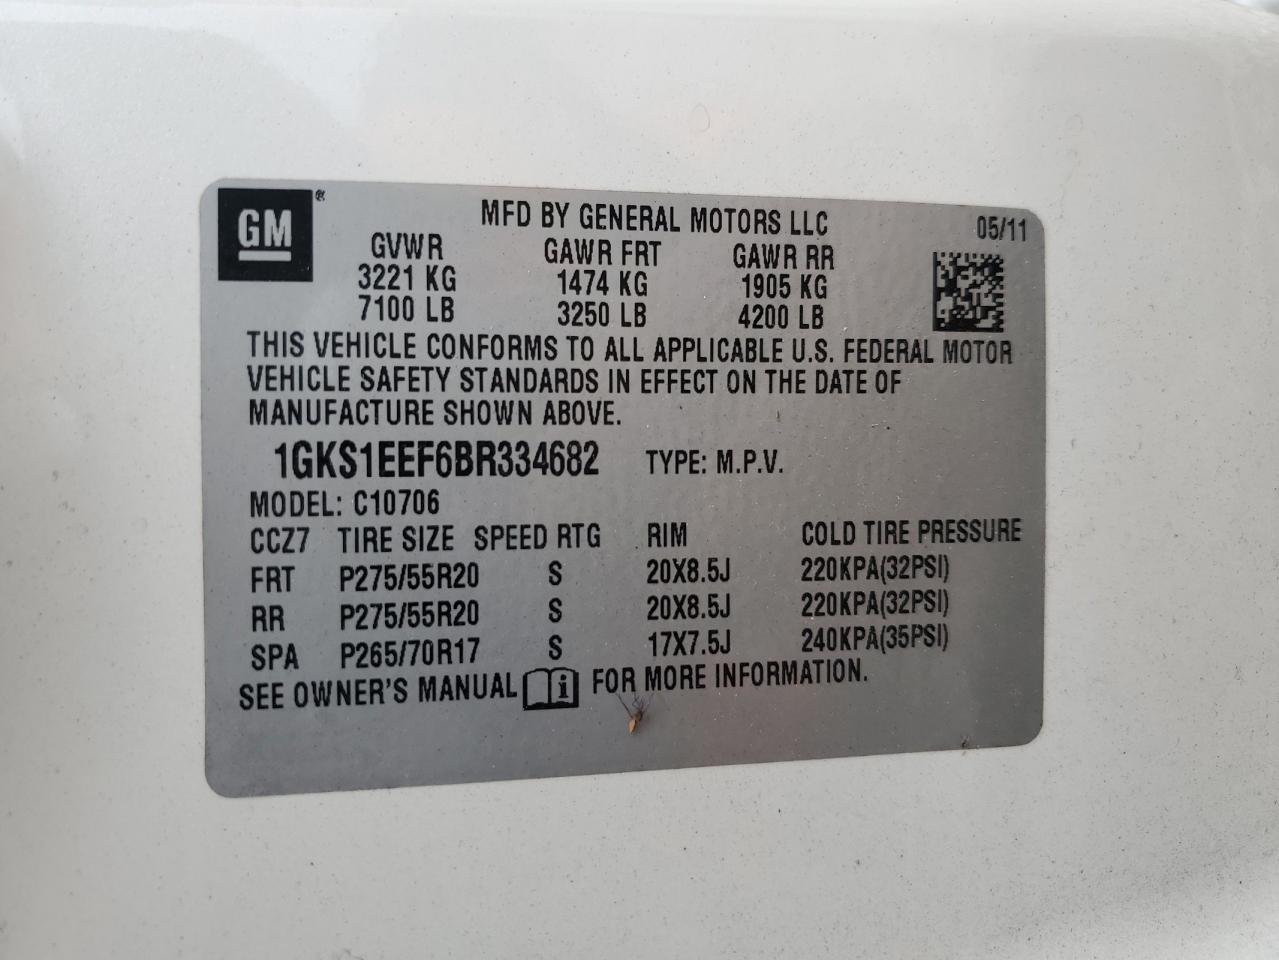 GM ®
MFD BY GENERAL MOTORS LLC 05/11
GVWR GAWR FRT GAWR RR
3221 KG 1474 KG 1905 KG
7100 LB 3250 LB 4200 LB
THIS VEHICLE CONFORMS TO ALL APPLICABLE U.S. FEDERAL MOTOR
VEHICLE SAFETY STANDARDS IN EFFECT ON THE DATE OF
MANUFACTURE SHOWN ABOVE.
1GKS1EEF6BR334682 TYPE: M.P.V.
MODEL: C10706
CCZ7 TIRE SIZE SPEED RTG RIM COLD TIRE PRESSURE
FRT P275/55R20 S 20X8.5J 220KPA(32PSI)
RR P275/55R20 S 20X8.5J 220KPA(32PSI)
SPA P265/70R17 S 17X7.5J 240KPA(35PSI)
SEE OWNER'S MANUAL i FOR MORE INFORMATION.